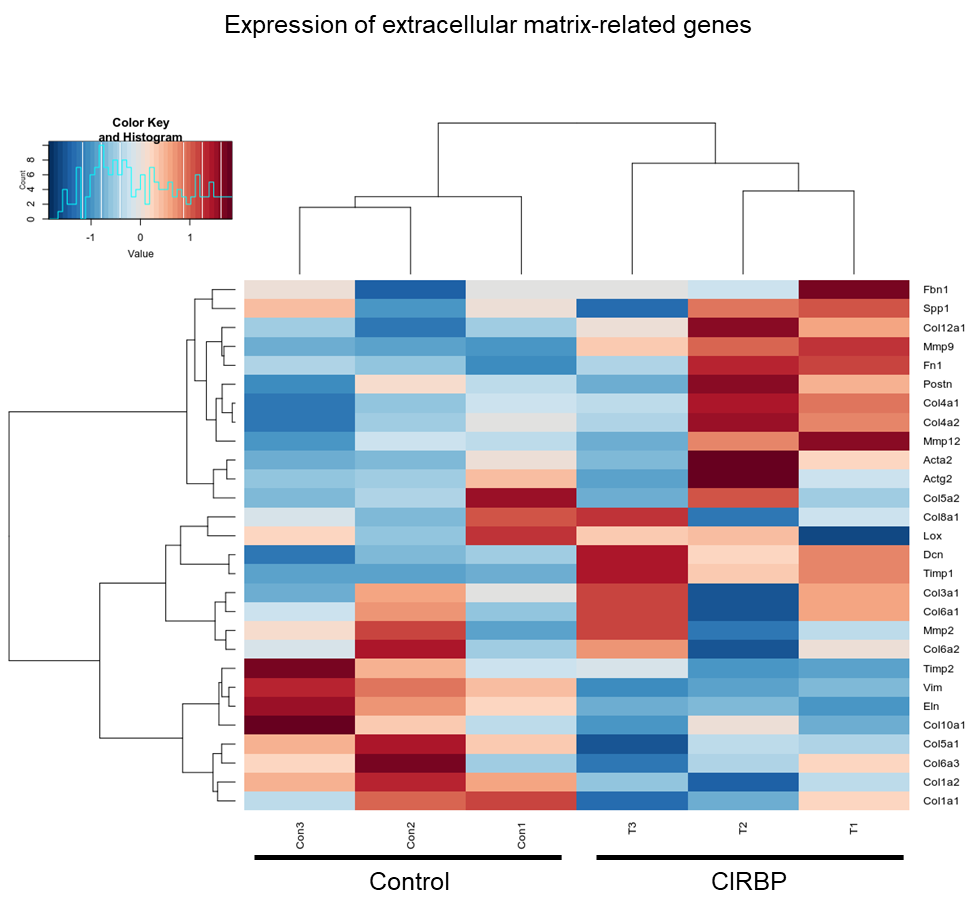 Expression of extracellular matrix-related genes
Color Key
and Histogram
Count
0 2 4 6 8
-1 0 1
Value
Fbn1
Spp1
Col12a1
Mmp9
Fn1
Postn
Col4a1
Col4a2
Mmp12
Acta2
Actg2
Col5a2
Col8a1
Lox
Dcn
Timp1
Col3a1
Col6a1
Mmp2
Col6a2
Timp2
Vim
Eln
Col10a1
Col5a1
Col6a3
Col1a2
Col1a1
Con3 Con2 Con1 T3 T2 T1
Control CIRBP